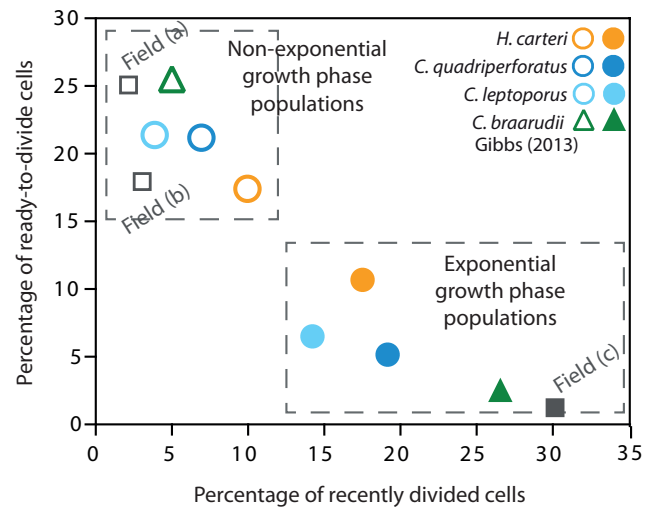 30
25
20
15
10
5
0
0 5 10 15 20 25 30 35
Percentage of ready-to-divide cells
Percentage of recently divided cells
Field (a)
Field (b)
Non-exponential
growth phase
populations
H. carteri
C. quadriperforatus
C. leptoporus
C. braarudii
Gibbs (2013)
Exponential
growth phase
populations
Field (c)